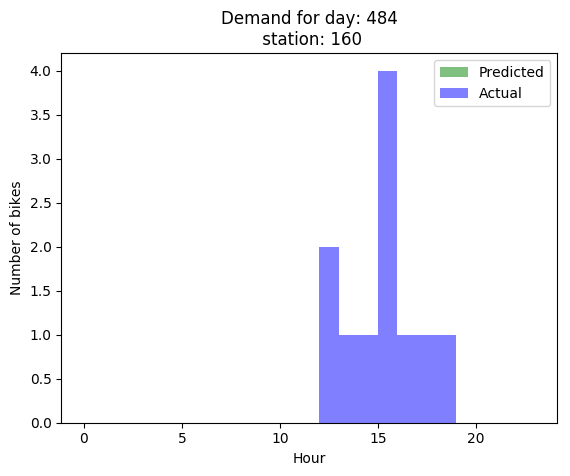 Demand for day: 484
station: 160
Predicted
Actual
Number of bikes
4.0
3.5
3.0
2.5
2.0
1.5
1.0
0.5
0.0
0 5 10 15 20
Hour